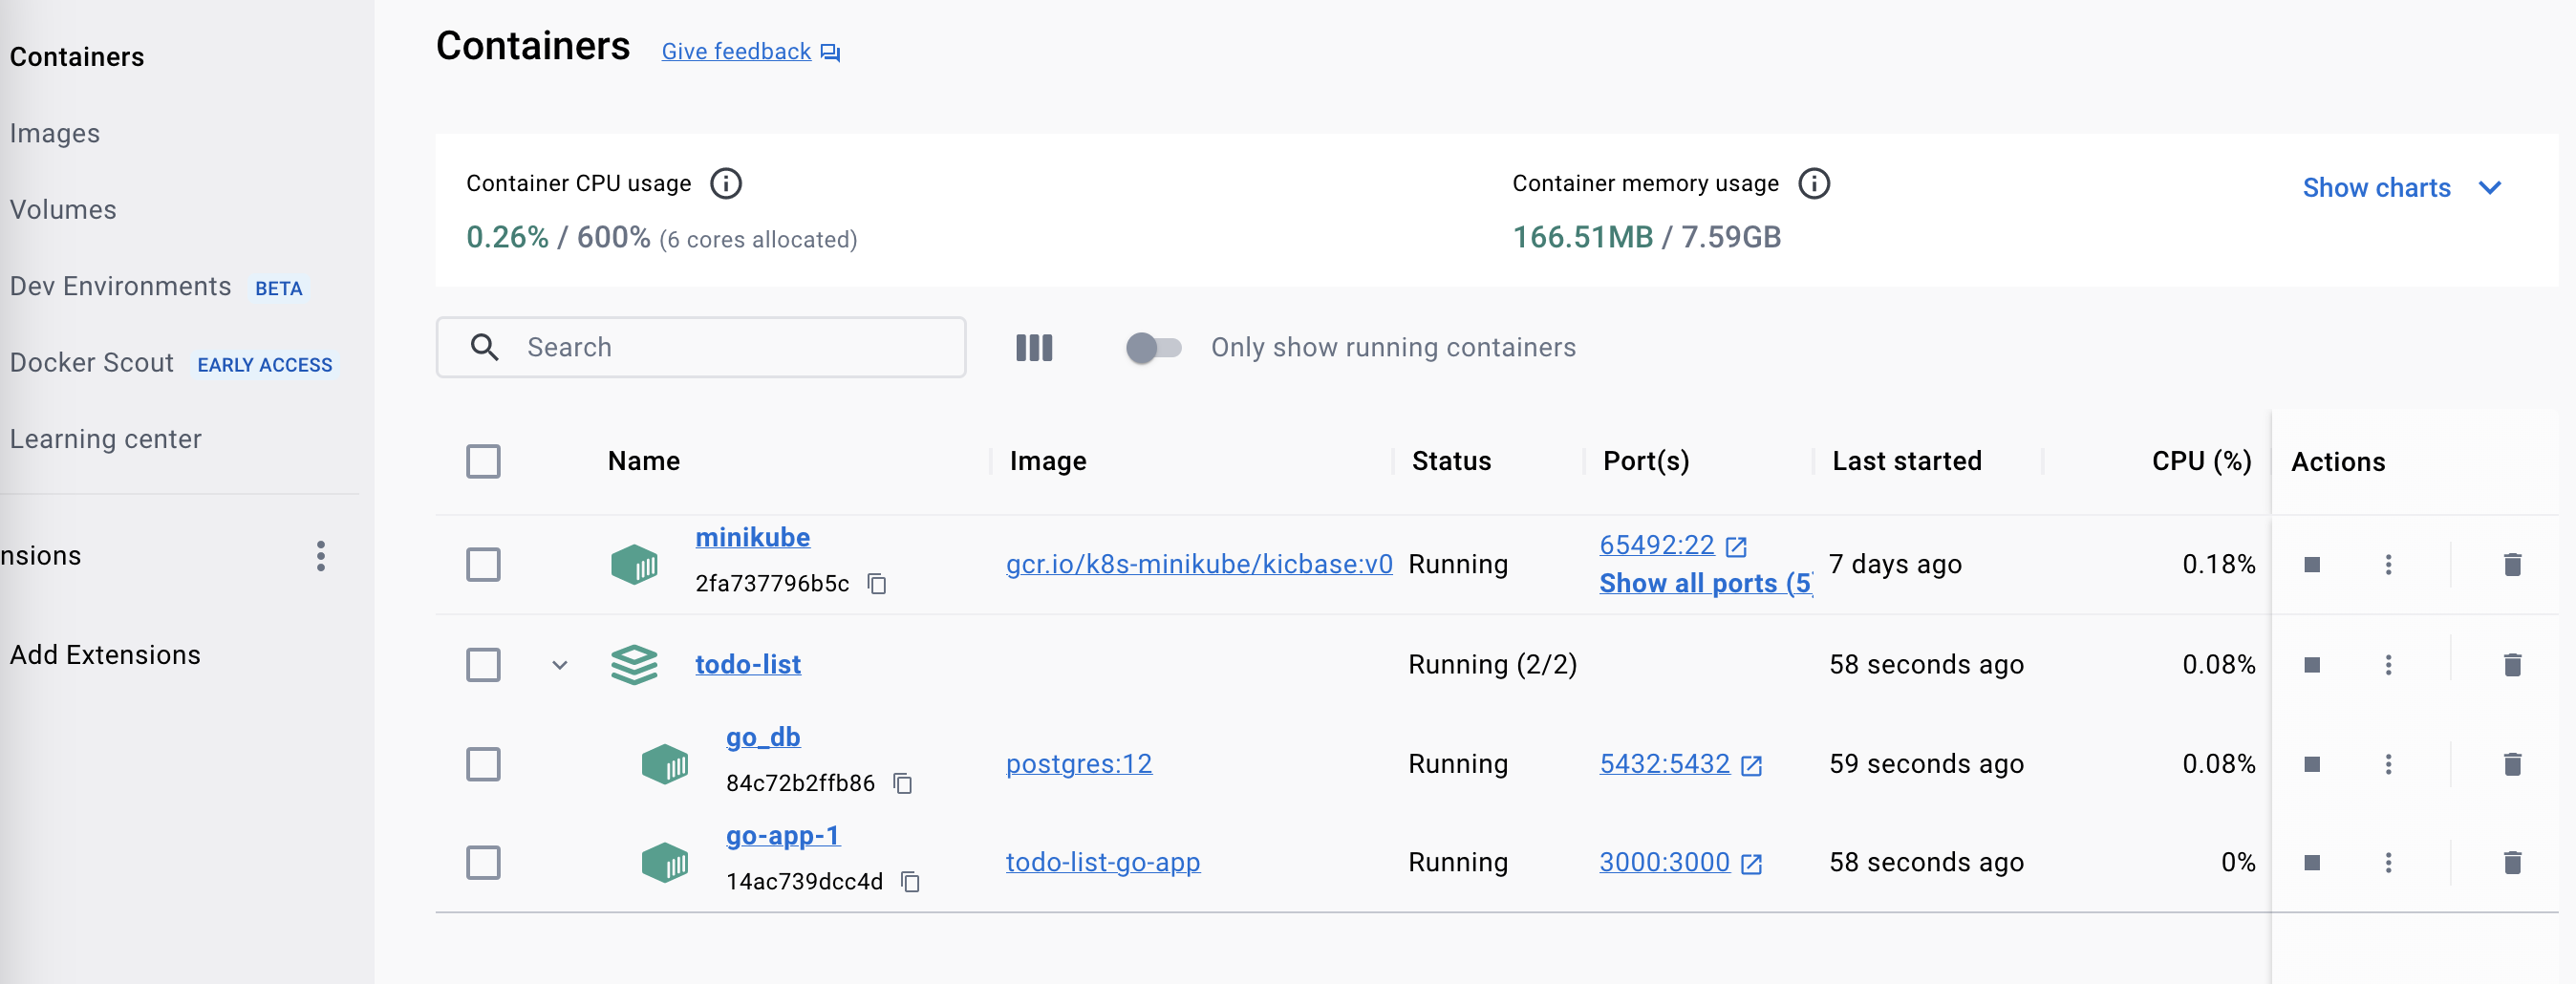 Containers
Images
Volumes
Dev Environments BETA
Docker Scout EARLY ACCESS
Learning center
nsions
Add Extensions
Containers Give feedback
Container CPU usage
0.26% / 600% (6 cores allocated)
Container memory usage
166.51MB / 7.59GB
Show charts
Search
Only show running containers
Name Image Status Port(s) Last started CPU (%) Actions
minikube
2fa737796b5c
gcr.io/k8s-minikube/kicbase:v0
Running
65492:22
Show all ports (5
7 days ago
0.18%
todo-list
Running (2/2)
58 seconds ago
0.08%
go_db
84c72b2ffb86
postgres:12
Running
5432:5432
59 seconds ago
0.08%
go-app-1
14ac739dcc4d
todo-list-go-app
Running
3000:3000
58 seconds ago
0%